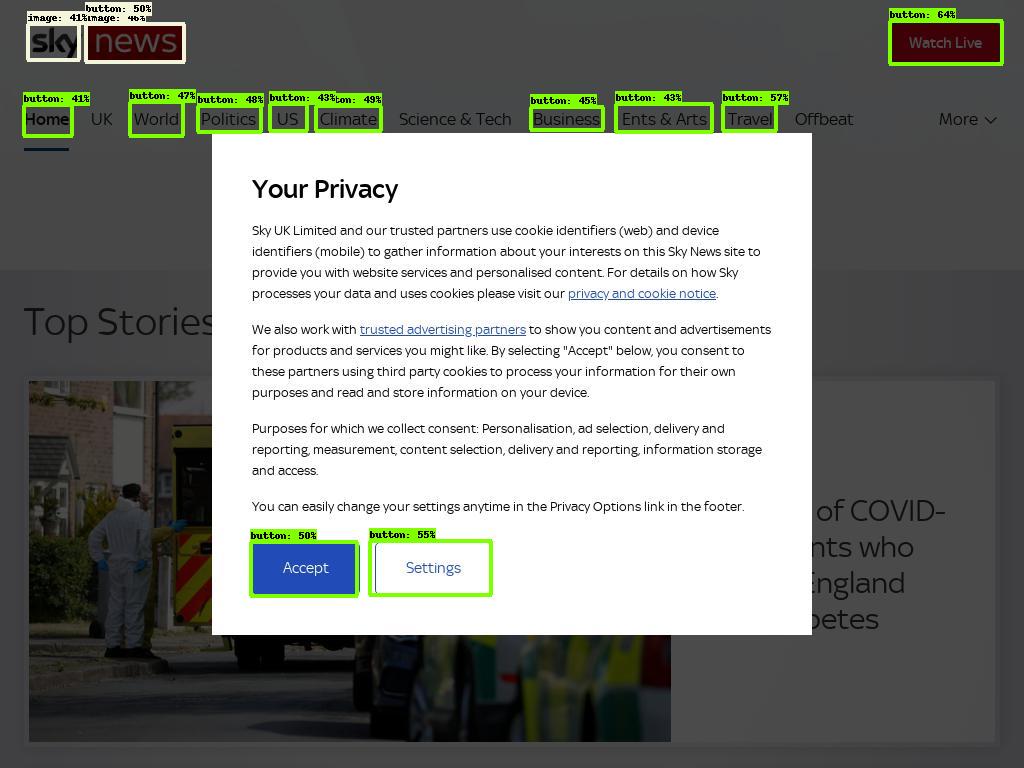 image: 41%
button: 50%
image: 46%
button: 64%
sky news
Watch Live
button: 41%
button: 47%
button: 48%
button: 43%
button: 49%
button: 45%
button: 43%
button: 57%
Home UK World Politics US Climate Science & Tech Business Ents & Arts Travel Offbeat More
Your Privacy
Sky UK Limited and our trusted partners use cookie identifiers (web) and device
identifiers (mobile) to gather information about your interests on this Sky News site to
provide you with website services and personalised content. For details on how Sky
processes your data and uses cookies please visit our privacy and cookie notice.
We also work with trusted advertising partners to show you content and advertisements
for products and services you might like. By selecting "Accept" below, you consent to
these partners using third party cookies to process your information for their own
purposes and read and store information on your device.
Purposes for which we collect consent: Personalisation, ad selection, delivery and
reporting, measurement, content selection, delivery and reporting, information storage
and access.
You can easily change your settings anytime in the Privacy Options link in the footer.
button: 50%
button: 55%
Accept
Settings
Top Stories
of COVID-
nts who
England
betes